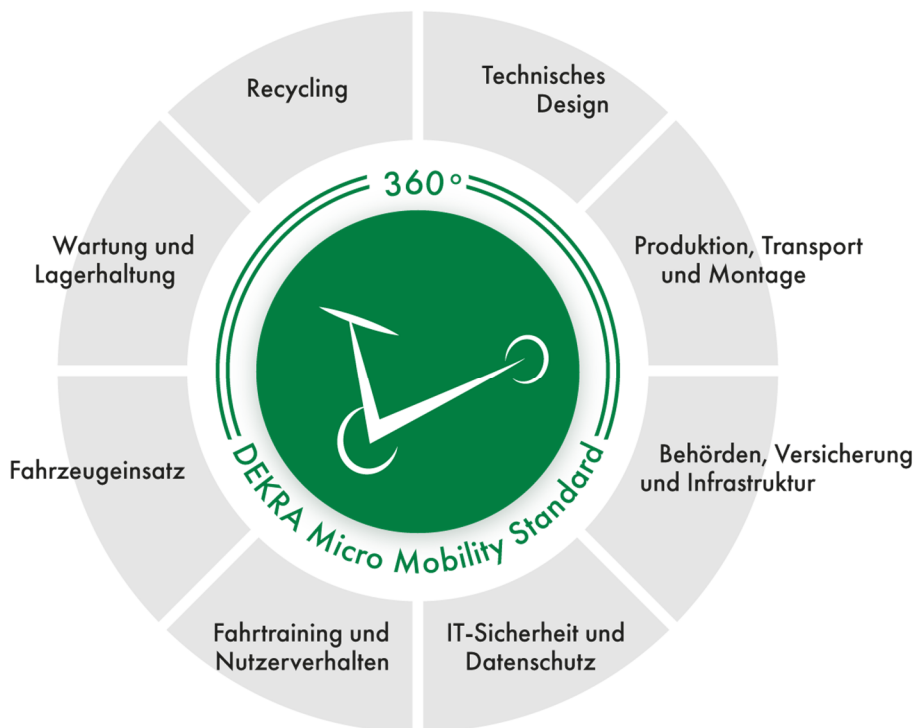 Recycling
Technisches
Design
Wartung und
Lagerhaltung
360°
Produktion, Transport
und Montage
Fahrzeugeinsatz
DEKRA Micro Mobility Standard
Behörden, Versicherung
und Infrastruktur
Fahrtraining und
Nutzerverhalten
IT-Sicherheit und
Datenschutz